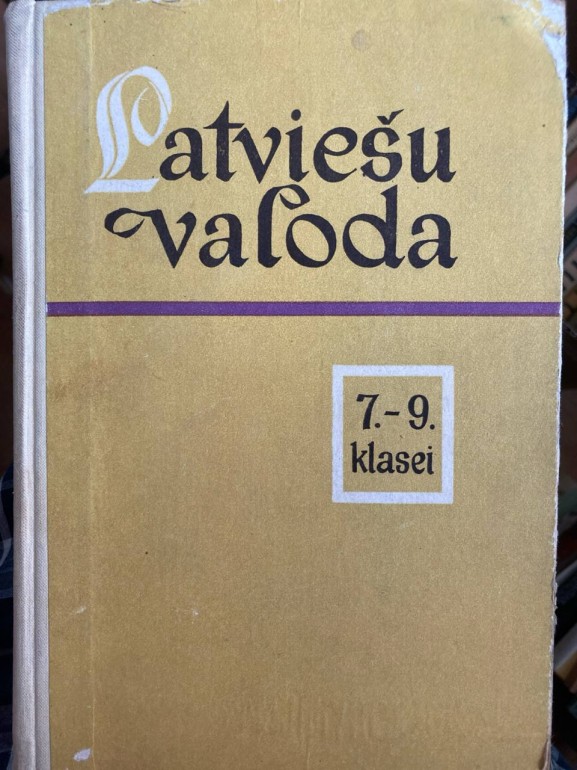 Latviešu
valoda
7.-9.
klasei